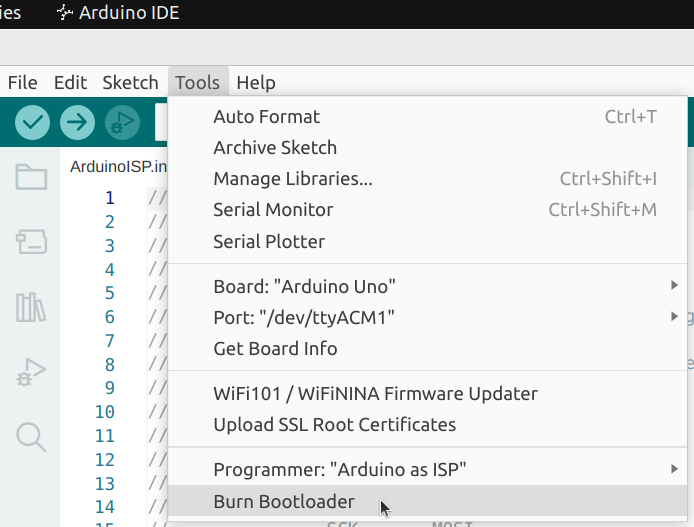 ies Arduino IDE
File Edit Sketch Tools Help
Auto Format Ctrl+T
ArduinoISP.in
Archive Sketch
1 // Manage Libraries... Ctrl+Shift+I
2 // Serial Monitor Ctrl+Shift+M
3 // Serial Plotter
4 //
5 // Board: "Arduino Uno"
6 // Port: "/dev/ttyACM1" g
7 // Get Board Info
8 // e
9 // WiFi101 / WiFiNINA Firmware Updater
10 // Upload SSL Root Certificates
11 //
12 // Programmer: "Arduino as ISP"
13 // Burn Bootloader
14 //
15 // SCK MOST